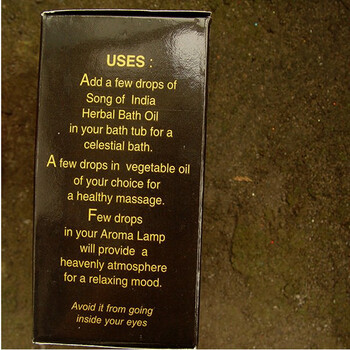 USES :
Add a few drops of
Song of India
Herbal Bath Oil
in your bath tub for a
celestial bath.
A few drops in vegetable oil
of your choice for
a healthy massage.
Few drops
in your Aroma Lamp
will provide a
heavenly atmosphere
for a relaxing mood.
Avoid it from going
inside your eyes